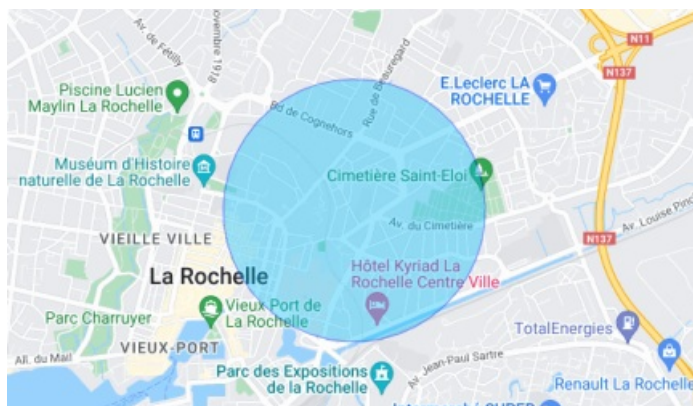 N11
N137
Av. de Fétilly
novembre 1918
Rue de Beauregard
E.Leclerc LA
ROCHELLE
Piscine Lucien
Maylin La Rochelle
Bd de Cognehors
Muséum d'Histoire
naturelle de La Rochelle
Cimetière Saint-Eloi
Av. Louise Pinc
Av. du Cimetière
VIEILLE VILLE
N137
La Rochelle
Hôtel Kyriad La
Rochelle Centre Ville
Parc Charruyer
Vieux Port de
La Rochelle
TotalEnergies
VIEUX-PORT
All. du Mail
Av. Jean-Paul Sartre
Parc des Expositions
de la Rochelle
Renault La Rochelle